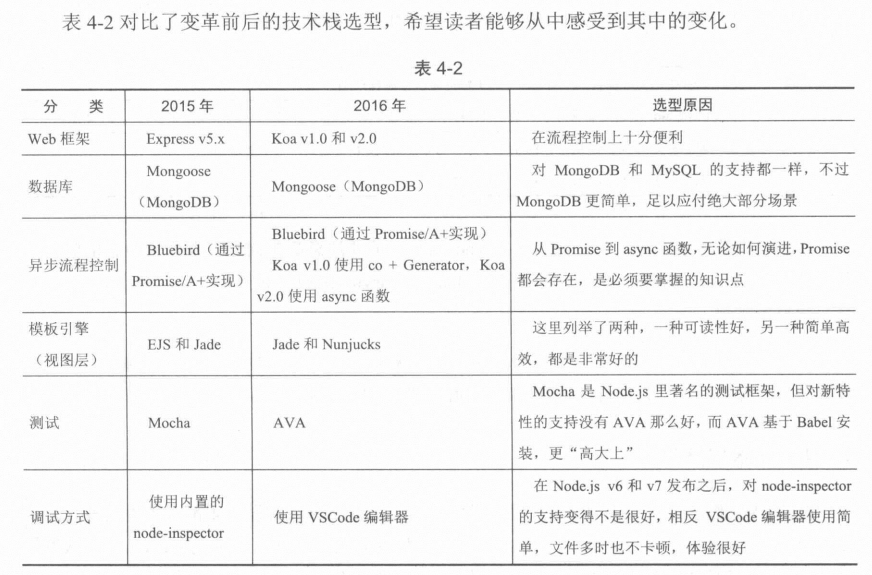 表 4-2 对比了变革前后的技术栈选型，希望读者能够从中感受到其中的变化。
表 4-2
分 类 2015 年 2016 年 选型原因
Web 框架 Express v5.x Koa v1.0 和 v2.0 在流程控制上十分便利
数据库
Mongoose
（MongoDB）
Mongoose（MongoDB）
对 MongoDB 和 MySQL 的支持都一样，不过
MongoDB 更简单，足以应付绝大部分场景
异步流程控制
Bluebird（通过
Promise/A+实现）
Bluebird（通过 Promise/A+实现）
Koa v1.0 使用 co + Generator，Koa
v2.0 使用 async 函数
从 Promise 到 async 函数，无论如何演进，Promise
都会存在，是必须要掌握的知识点
模板引擎
（视图层）
EJS 和 Jade
Jade 和 Nunjucks
这里列举了两种，一种可读性好，另一种简单高
效，都是非常好的
测试
Mocha
AVA
Mocha 是 Node.js 里著名的测试框架，但对新特
性的支持没有 AVA 那么好，而 AVA 基于 Babel 安
装，更“高大上”
调试方式
使用内置的
node-inspector
使用 VSCode 编辑器
在 Node.js v6 和 v7 发布之后，对 node-inspector
的支持变得不是很好，相反 VSCode 编辑器使用简
单，文件多时也不卡顿，体验很好